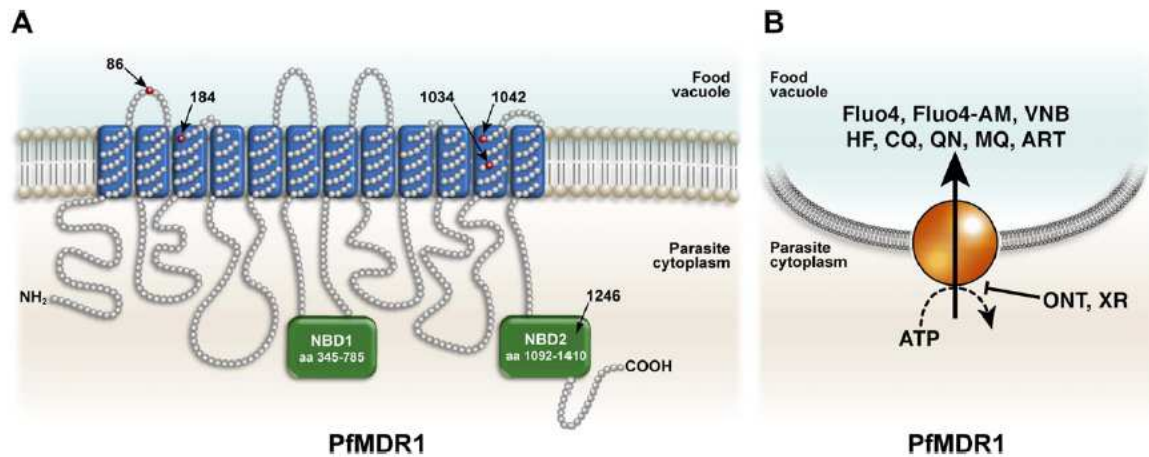 A
86
184
1034
1042
Food
vacuole
Parasite
cytoplasm
NH2
NBD1
aa 345-785
NBD2
aa 1092-1410
1246
COOH
PfMDR1
B
Food
vacuole
Fluo4, Fluo4-AM, VNB
HF, CQ, QN, MQ, ART
Parasite
cytoplasm
ONT, XR
ATP
PfMDR1